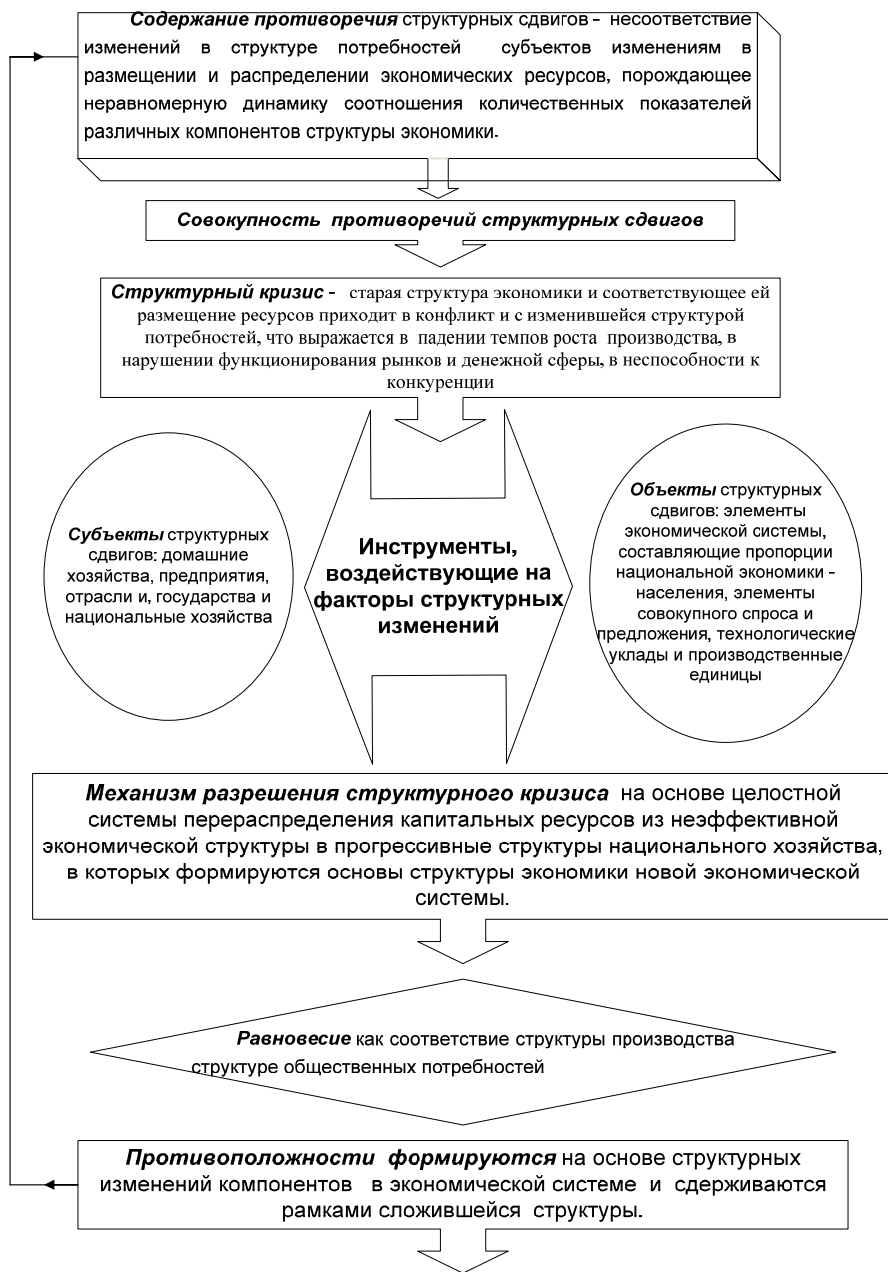 Содержание противоречия структурных сдвигов - несоответствие
изменений в структуре потребностей субъектов изменениям в
размещении и распределении экономических ресурсов, порождающее
неравномерную динамику соотношения количественных показателей
различных компонентов структуры экономики.
Совокупность противоречий структурных сдвигов
Структурный кризис - старая структура экономики и соответствующее ей
размещение ресурсов приходит в конфликт и с изменившейся структурой
потребностей, что выражается в падении темпов роста производства, в
нарушении функционирования рынков и денежной сферы, в неспособности к
конкуренции
Субъекты структурных
сдвигов: домашние
хозяйства, предприятия,
отрасли и, государства и
национальные хозяйства
Инструменты,
воздействующие на
факторы структурных
изменений
Объекты структурных
сдвигов: элементы
экономической системы,
составляющие пропорции
национальной экономики -
населения, элементы
совокупного спроса и
предложения, технологические
уклады и производственные
единицы
Механизм разрешения структурного кризиса на основе целостной
системы перераспределения капитальных ресурсов из неэффективной
экономической структуры в прогрессивные структуры национального хозяйства,
в которых формируются основы структуры экономики новой экономической
системы.
Равновесие как соответствие структуры производства
структуре общественных потребностей
Противоположности формируются на основе структурных
изменений компонентов в экономической системе и сдерживаются
рамками сложившейся структуры.